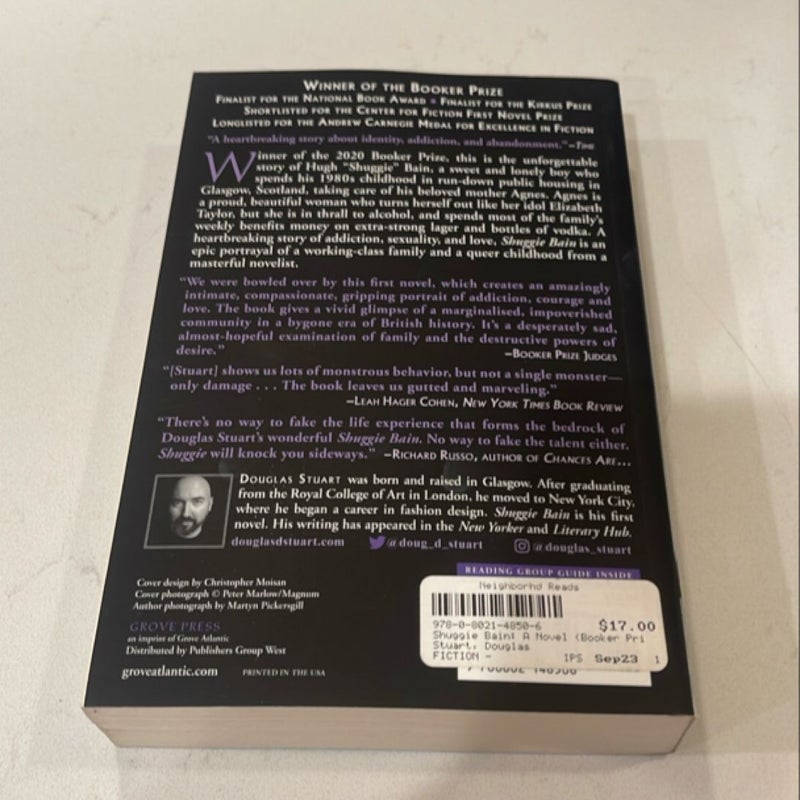 WINNER OF THE BOOKER PRIZE
FINALIST FOR THE NATIONAL BOOK AWARD • FINALIST FOR THE KIRKUS PRIZE
SHORTLISTED FOR THE CENTER FOR FICTION FIRST NOVEL PRIZE
LONGLISTED FOR THE ANDREW CARNEGIE MEDAL FOR EXCELLENCE IN FICTION
"A heartbreaking story about identity, addiction, and abandonment."—TIME
Winner of the 2020 Booker Prize, this is the unforgettable
story of Hugh "Shuggie" Bain, a sweet and lonely boy who
spends his 1980s childhood in run-down public housing in
Glasgow, Scotland, taking care of his beloved mother Agnes. Agnes is
a proud, beautiful woman who turns herself out like her idol Elizabeth
Taylor, but she is in thrall to alcohol, and spends most of the family's
weekly benefits money on extra-strong lager and bottles of vodka. A
heartbreaking story of addiction, sexuality, and love, Shuggie Bain is an
epic portrayal of a working-class family and a queer childhood from a
masterful novelist.
"We were bowled over by this first novel, which creates an amazingly
intimate, compassionate, gripping portrait of addiction, courage and
love. The book gives a vivid glimpse of a marginalised, impoverished
community in a bygone era of British history. It's a desperately sad,
almost-hopeful examination of family and the destructive powers of
desire."
—BOOKER PRIZE JUDGES
"[Stuart] shows us lots of monstrous behavior, but not a single monster—
only damage . . . The book leaves us gutted and marveling."
—LEAH HAGER COHEN, NEW YORK TIMES BOOK REVIEW
"There's no way to fake the life experience that forms the bedrock of
Douglas Stuart's wonderful Shuggie Bain. No way to fake the talent either.
Shuggie will knock you sideways." —RICHARD RUSSO, AUTHOR OF CHANCES ARE...
DOUGLAS STUART was born and raised in Glasgow. After graduating
from the Royal College of Art in London, he moved to New York City,
where he began a career in fashion design. Shuggie Bain is his first
novel. His writing has appeared in the New Yorker and Literary Hub.
douglasdstuart.com @doug_d_stuart @douglas_stuart
READING GROUP GUIDE INSIDE
Cover design by Christopher Moisan
Cover photograph © Peter Marlow/Magnum
Author photograph by Martyn Pickersgill
GROVE PRESS
an imprint of Grove Atlantic
Distributed by Publishers Group West
groveatlantic.com PRINTED IN THE USA
Neighborhd Reads
978-0-8021-4850-6 $17.00
Shuggie Bain: A Novel (Booker Pri
Stuart, Douglas
FICTION - IPS Sep23 1